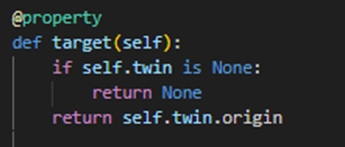 @property
def target(self):
    if self.twin is None:
        return None
    return self.twin.origin